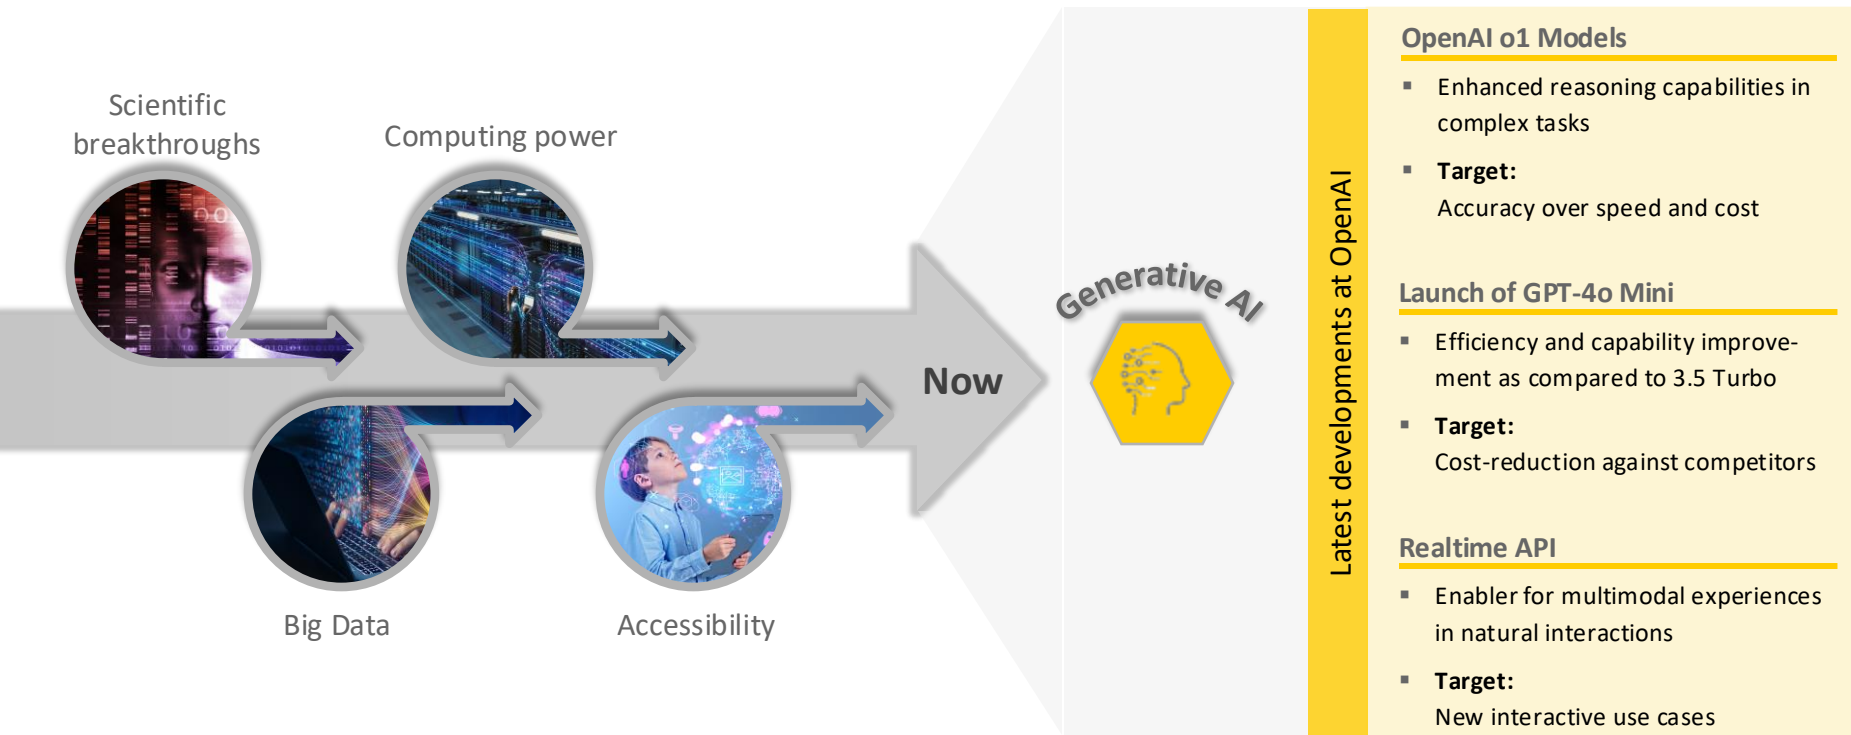 Scientific
breakthroughs
Computing power
Big Data
Accessibility
Now
Generative AI
Latest developments at OpenAI
OpenAI o1 Models
▪ Enhanced reasoning capabilities in
complex tasks
▪ Target:
Accuracy over speed and cost
Launch of GPT-4o Mini
▪ Efficiency and capability improve-
ment as compared to 3.5 Turbo
▪ Target:
Cost-reduction against competitors
Realtime API
▪ Enabler for multimodal experiences
in natural interactions
▪ Target:
New interactive use cases